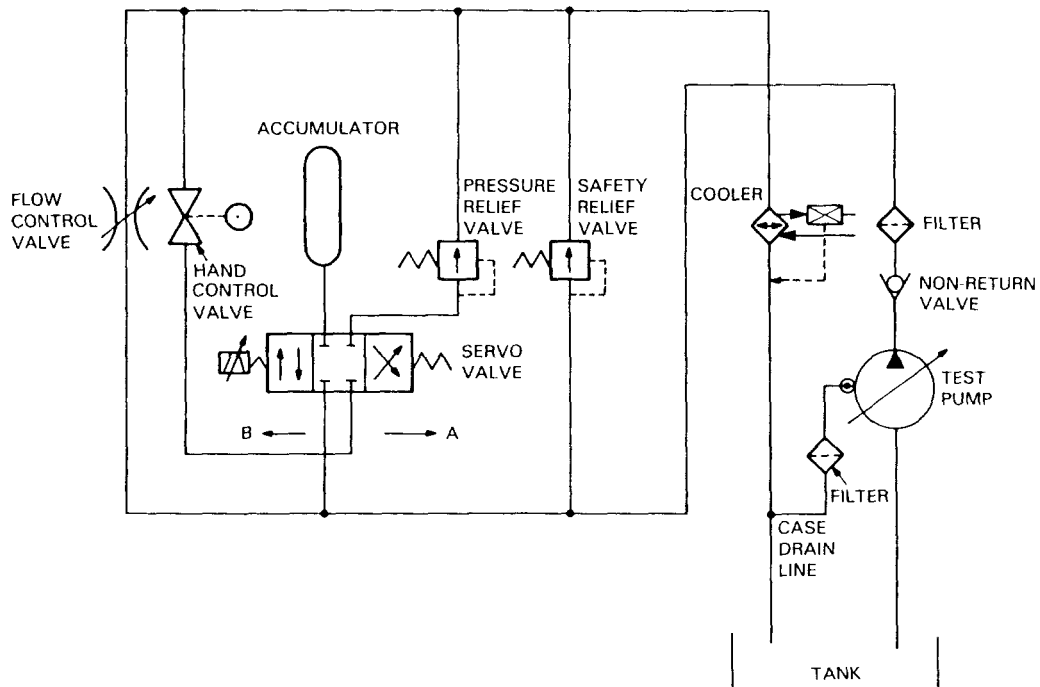 ACCUMULATOR
FLOW
CONTROL
VALVE
HAND
CONTROL
VALVE
PRESSURE
RELIEF
VALVE
SAFETY
RELIEF
VALVE
COOLER
FILTER
NON-RETURN
VALVE
SERVO
VALVE
TEST
PUMP
B
A
FILTER
CASE
DRAIN
LINE
TANK